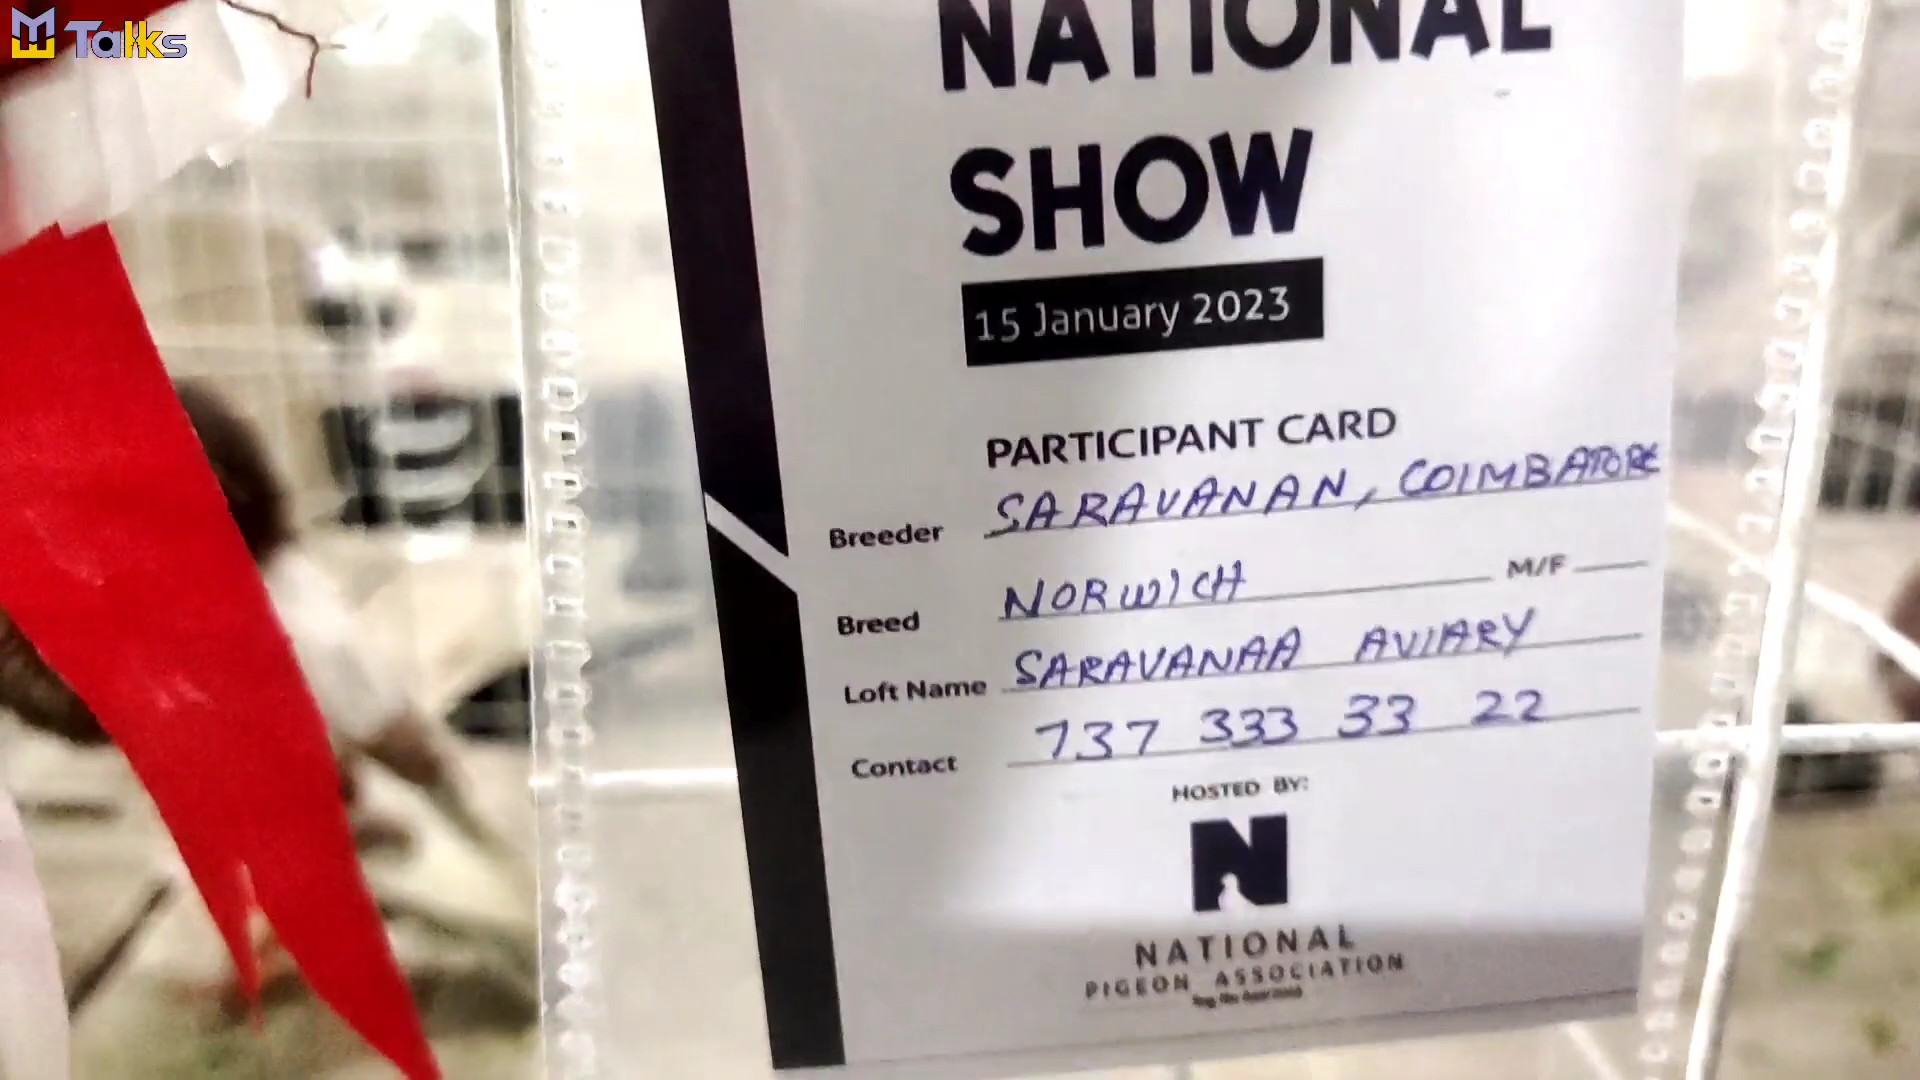 MW Talks
NATIONAL
SHOW
15 January 2023
PARTICIPANT CARD
Breeder SARAVANAN, COIMBATORE
Breed NORWICH M/F
Loft Name SARAVANAA AVIARY
Contact 737 333 33 22
HOSTED BY:
N
NATIONAL
PIGEON ASSOCIATION